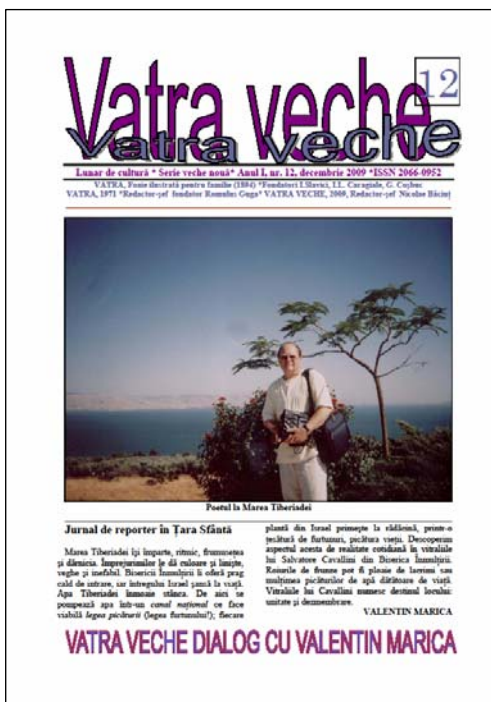 Vatra veche
12
Vatra veche
Lunar de cultură * Serie veche nouă* Anul I, nr. 12, decembrie 2009 *ISSN 2066-0952
VATRA, Foaie ilustrată pentru familie (1894) *Fondatori I.Slavici, I.L. Caragiale, G. Coşbuc
VATRA, 1971 *Redactor-şef fondator Romulus Guga* VATRA VECHE, 2009, Redactor-şef Nicolae Băciuţ
Poetul la Marea Tiberiadei
Jurnal de reporter în Ţara Sfântă
Marea Tiberiadei îşi imparte, ritmic, frumuseţea
şi dărnicia. Împrejurimilor le dă culoare şi linişte,
veghe şi inefabil. Bisericii Înmulţirii îi oferă prag
cald de intrare, iar întregului Israel şansă la viaţă.
Apa Tiberiadei înmoaie stânca. De aici se
pompează apa într-un canal naţional ce face
viabilă legea picăturii (legea furtunului!); fiecare
plantă din Israel primeşte la rădăcină, printr-o
ţesătură de furtunuri, picătura vieţii. Descoperim
aspectul acesta de realitate cotidiană în vitraliile
lui Salvatore Cavallini din Biserica Înmulţirii.
Roiurile de frunze pot fi ploaie de lacrimi sau
mulţimea picăturilor de apă dătătoare de viaţă.
Vitraliile lui Cavallini numesc destinul locului:
unitate şi dezmembrare.
VALENTIN MARICA
VATRA VECHE DIALOG CU VALENTIN MARICA